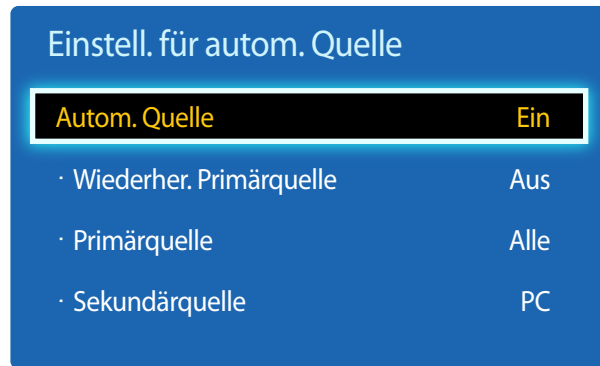 Einstell. für autom. Quelle
Autom. Quelle Ein
· Wiederher. Primärquelle Aus
· Primärquelle Alle
· Sekundärquelle PC